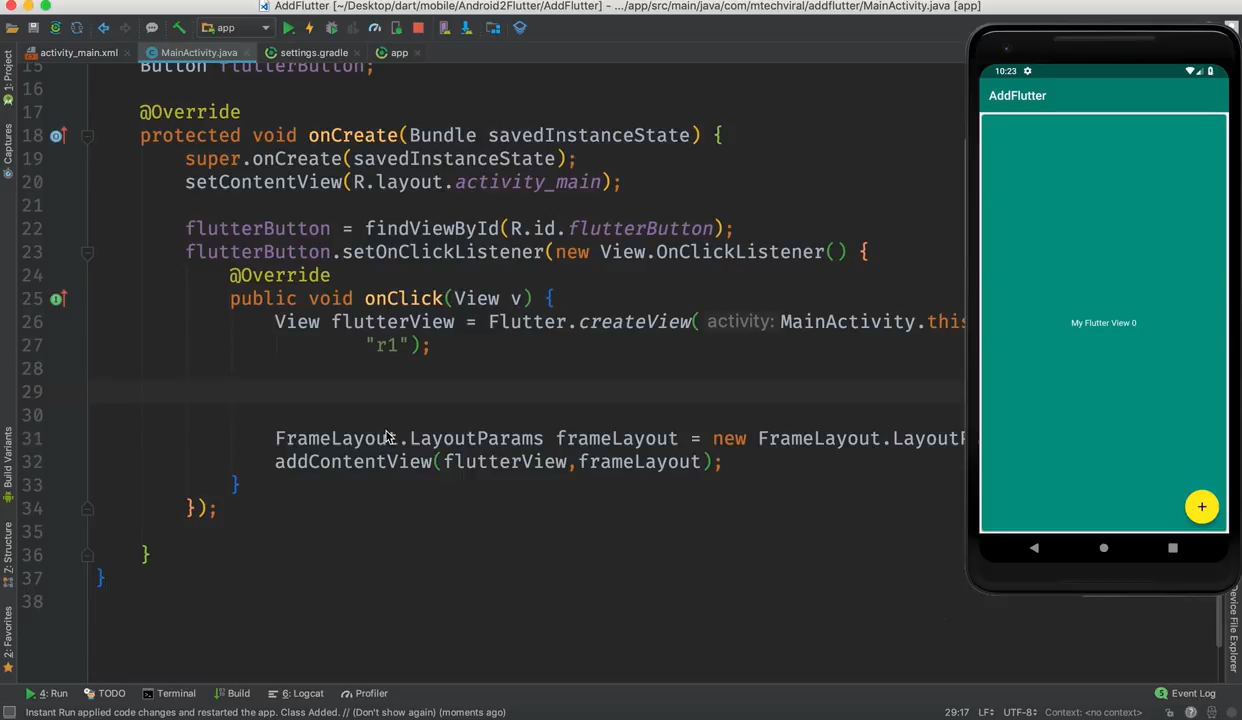 AddFlutter [~/Desktop/dart/mobile/Android2Flutter/AddFlutter] - .../app/src/main/java/com/mtechviral/addflutter/MainActivity.java [app]
app
activity_main.xml
MainActivity.java
settings.gradle
app
1: Project
Captures
Build Variants
7: Structure
2: Favorites
15 Button flutterButton;
16
17 @Override
18 protected void onCreate(Bundle savedInstanceState) {
19 super.onCreate(savedInstanceState);
20 setContentView(R.layout.activity_main);
21
22 flutterButton = findViewById(R.id.flutterButton);
23 flutterButton.setOnClickListener(new View.OnClickListener() {
24 @Override
25 public void onClick(View v) {
26 View flutterView = Flutter.createView( activity: MainActivity.this
27 "r1");
28
29
30
31 FrameLayout.LayoutParams frameLayout = new FrameLayout.Layout
32 addContentView(flutterView,frameLayout);
33 }
34 });
35
36 }
37 }
38
10:23
AddFlutter
My Flutter View 0
+
Device File Explorer
4: Run
TODO
Terminal
Build
6: Logcat
Profiler
Event Log
Instant Run applied code changes and restarted the app. Class Added. // (Don't show again) (moments ago)
29:17 LF÷ UTF-8÷ Context: <no context>